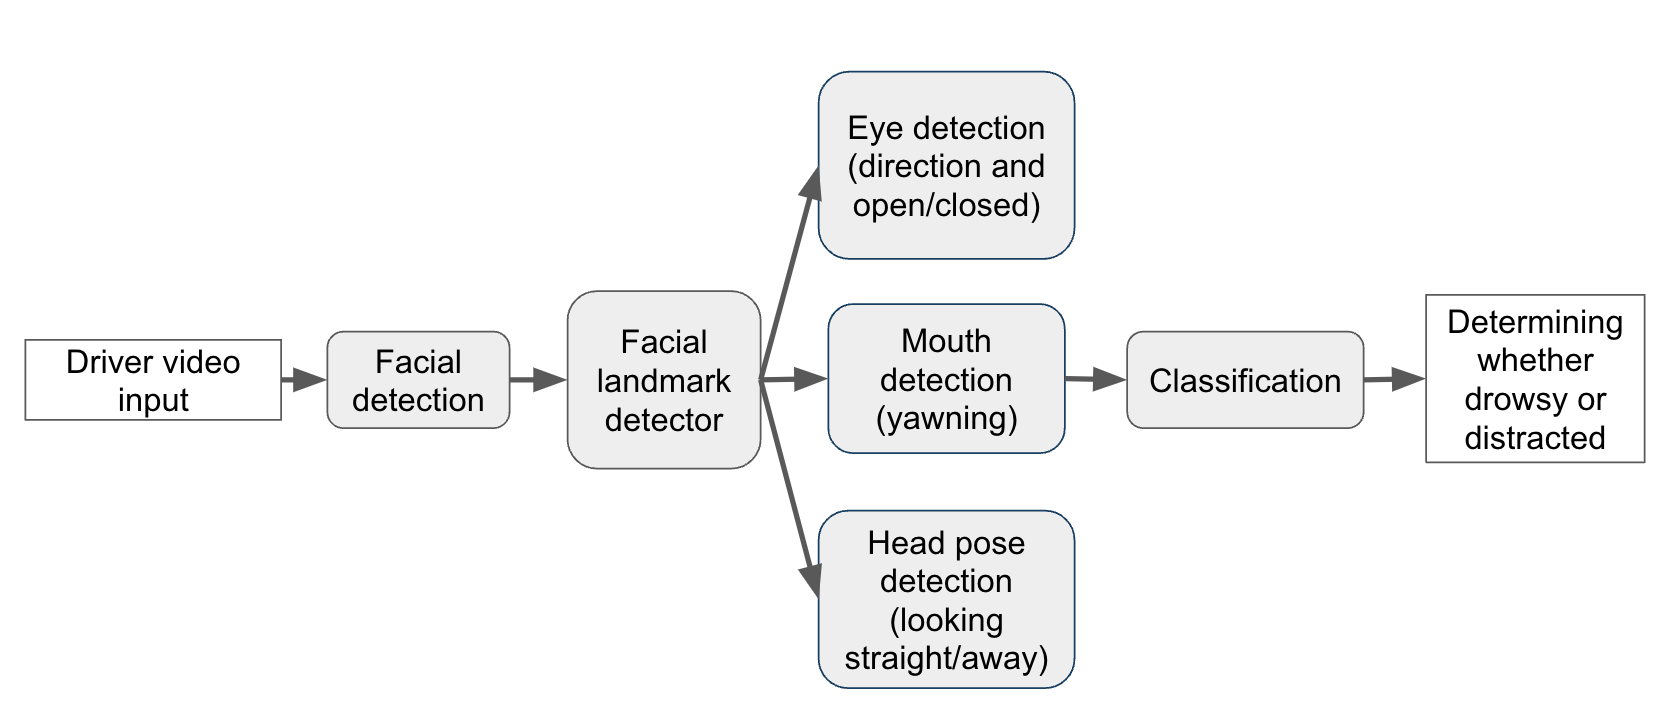 Driver video
input
Facial
detection
Facial
landmark
detector
Eye detection
(direction and
open/closed)
Mouth
detection
(yawning)
Head pose
detection
(looking
straight/away)
Classification
Determining
whether
drowsy or
distracted